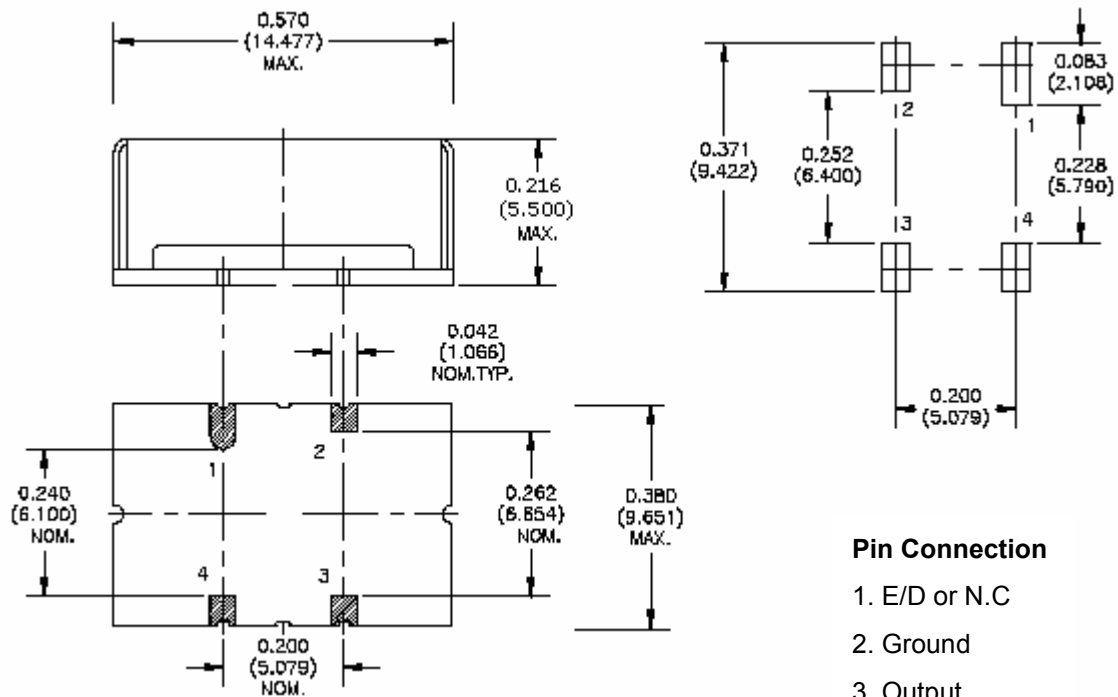 0.570
(14.477)
MAX.
0.216
(5.500)
MAX.
0.371
(9.422)
0.252
(6.400)
2
1
3
4
0.083
(2.108)
0.228
(5.790)
0.200
(5.079)
0.042
(1.066)
NOM.TYP.
1
2
4
3
0.240
(6.100)
NOM.
0.262
(6.654)
NOM.
0.380
(9.651)
MAX.
0.200
(5.079)
NOM.
Pin Connection
1. E/D or N.C
2. Ground
3. Output